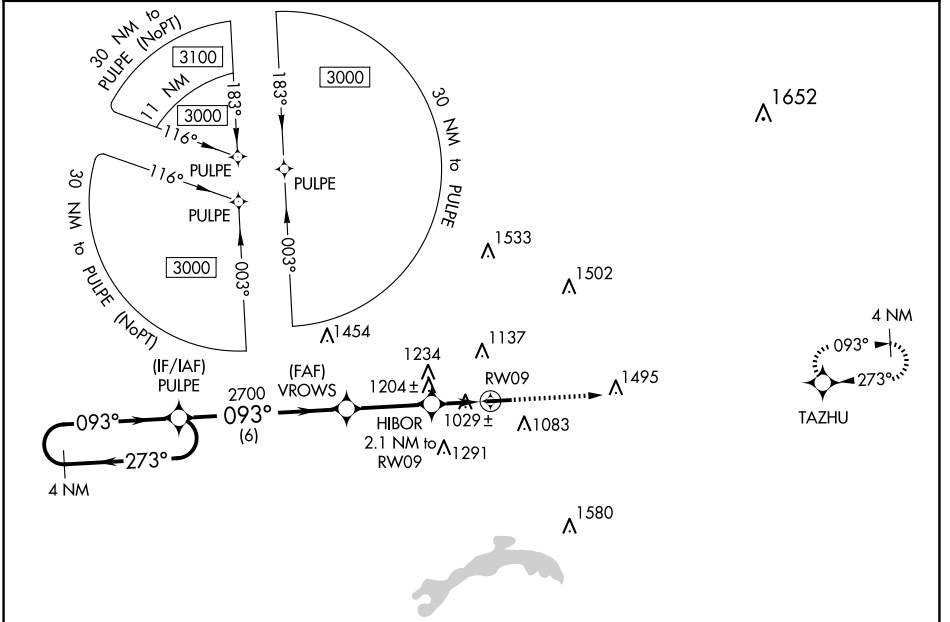 30 NM to
PULPE (NoPT)
3100
11 NM
3000
183°
116°
PULPE
183°
3000
30 NM to PULPE
PULPE
003°
116°
PULPE
30 NM to PULPE (NoPT)
3000
003°
1652
1533
1502
1454
1137
1234
1204 ±
1495
1029 ±
1083
1291
1580
(IF/IAF)
PULPE
2700
093°
(6)
(FAF)
VROWS
HIBOR
2.1 NM to
RW09
RW09
093°
273°
4 NM
4 NM
093°
273°
TAZHU